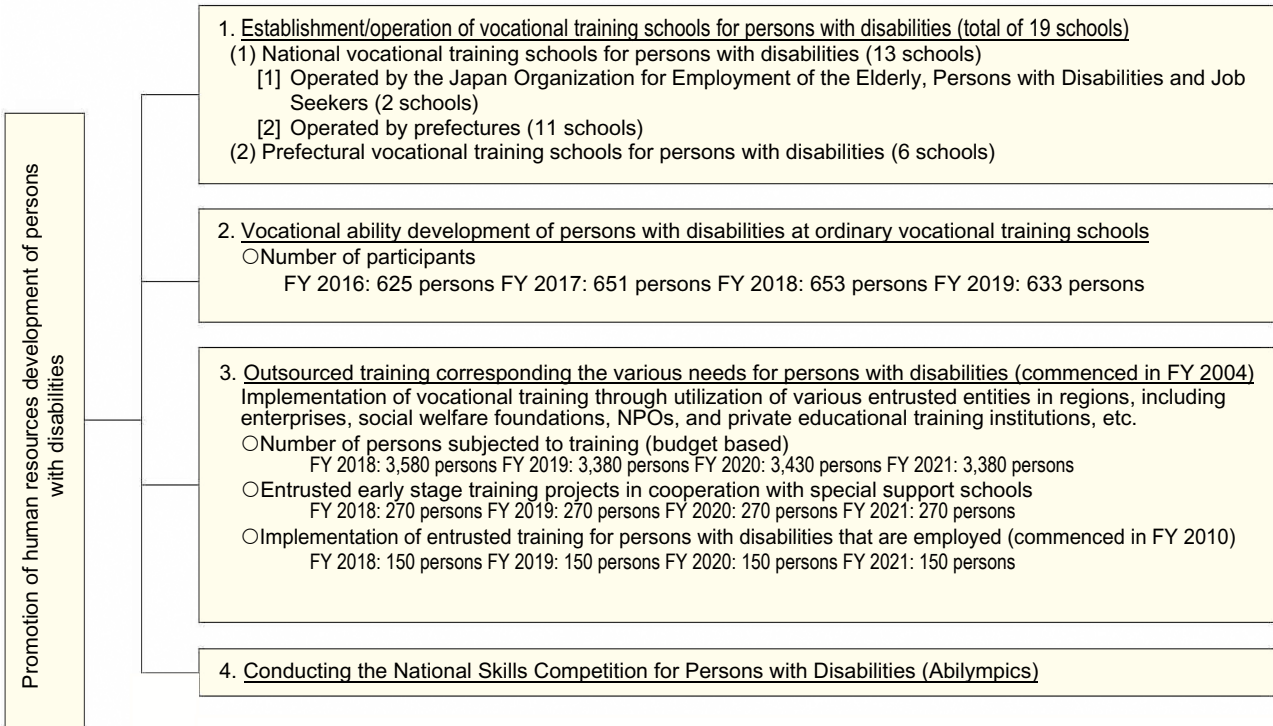 Promotion of human resources development of persons
with disabilities
1. Establishment/operation of vocational training schools for persons with disabilities (total of 19 schools)
(1) National vocational training schools for persons with disabilities (13 schools)
[1] Operated by the Japan Organization for Employment of the Elderly, Persons with Disabilities and Job
Seekers (2 schools)
[2] Operated by prefectures (11 schools)
(2) Prefectural vocational training schools for persons with disabilities (6 schools)
2. Vocational ability development of persons with disabilities at ordinary vocational training schools
○Number of participants
FY 2016: 625 persons FY 2017: 651 persons FY 2018: 653 persons FY 2019: 633 persons
3. Outsourced training corresponding the various needs for persons with disabilities (commenced in FY 2004)
Implementation of vocational training through utilization of various entrusted entities in regions, including
enterprises, social welfare foundations, NPOs, and private educational training institutions, etc.
○Number of persons subjected to training (budget based)
FY 2018: 3,580 persons FY 2019: 3,380 persons FY 2020: 3,430 persons FY 2021: 3,380 persons
○Entrusted early stage training projects in cooperation with special support schools
FY 2018: 270 persons FY 2019: 270 persons FY 2020: 270 persons FY 2021: 270 persons
○Implementation of entrusted training for persons with disabilities that are employed (commenced in FY 2010)
FY 2018: 150 persons FY 2019: 150 persons FY 2020: 150 persons FY 2021: 150 persons
4. Conducting the National Skills Competition for Persons with Disabilities (Abilympics)